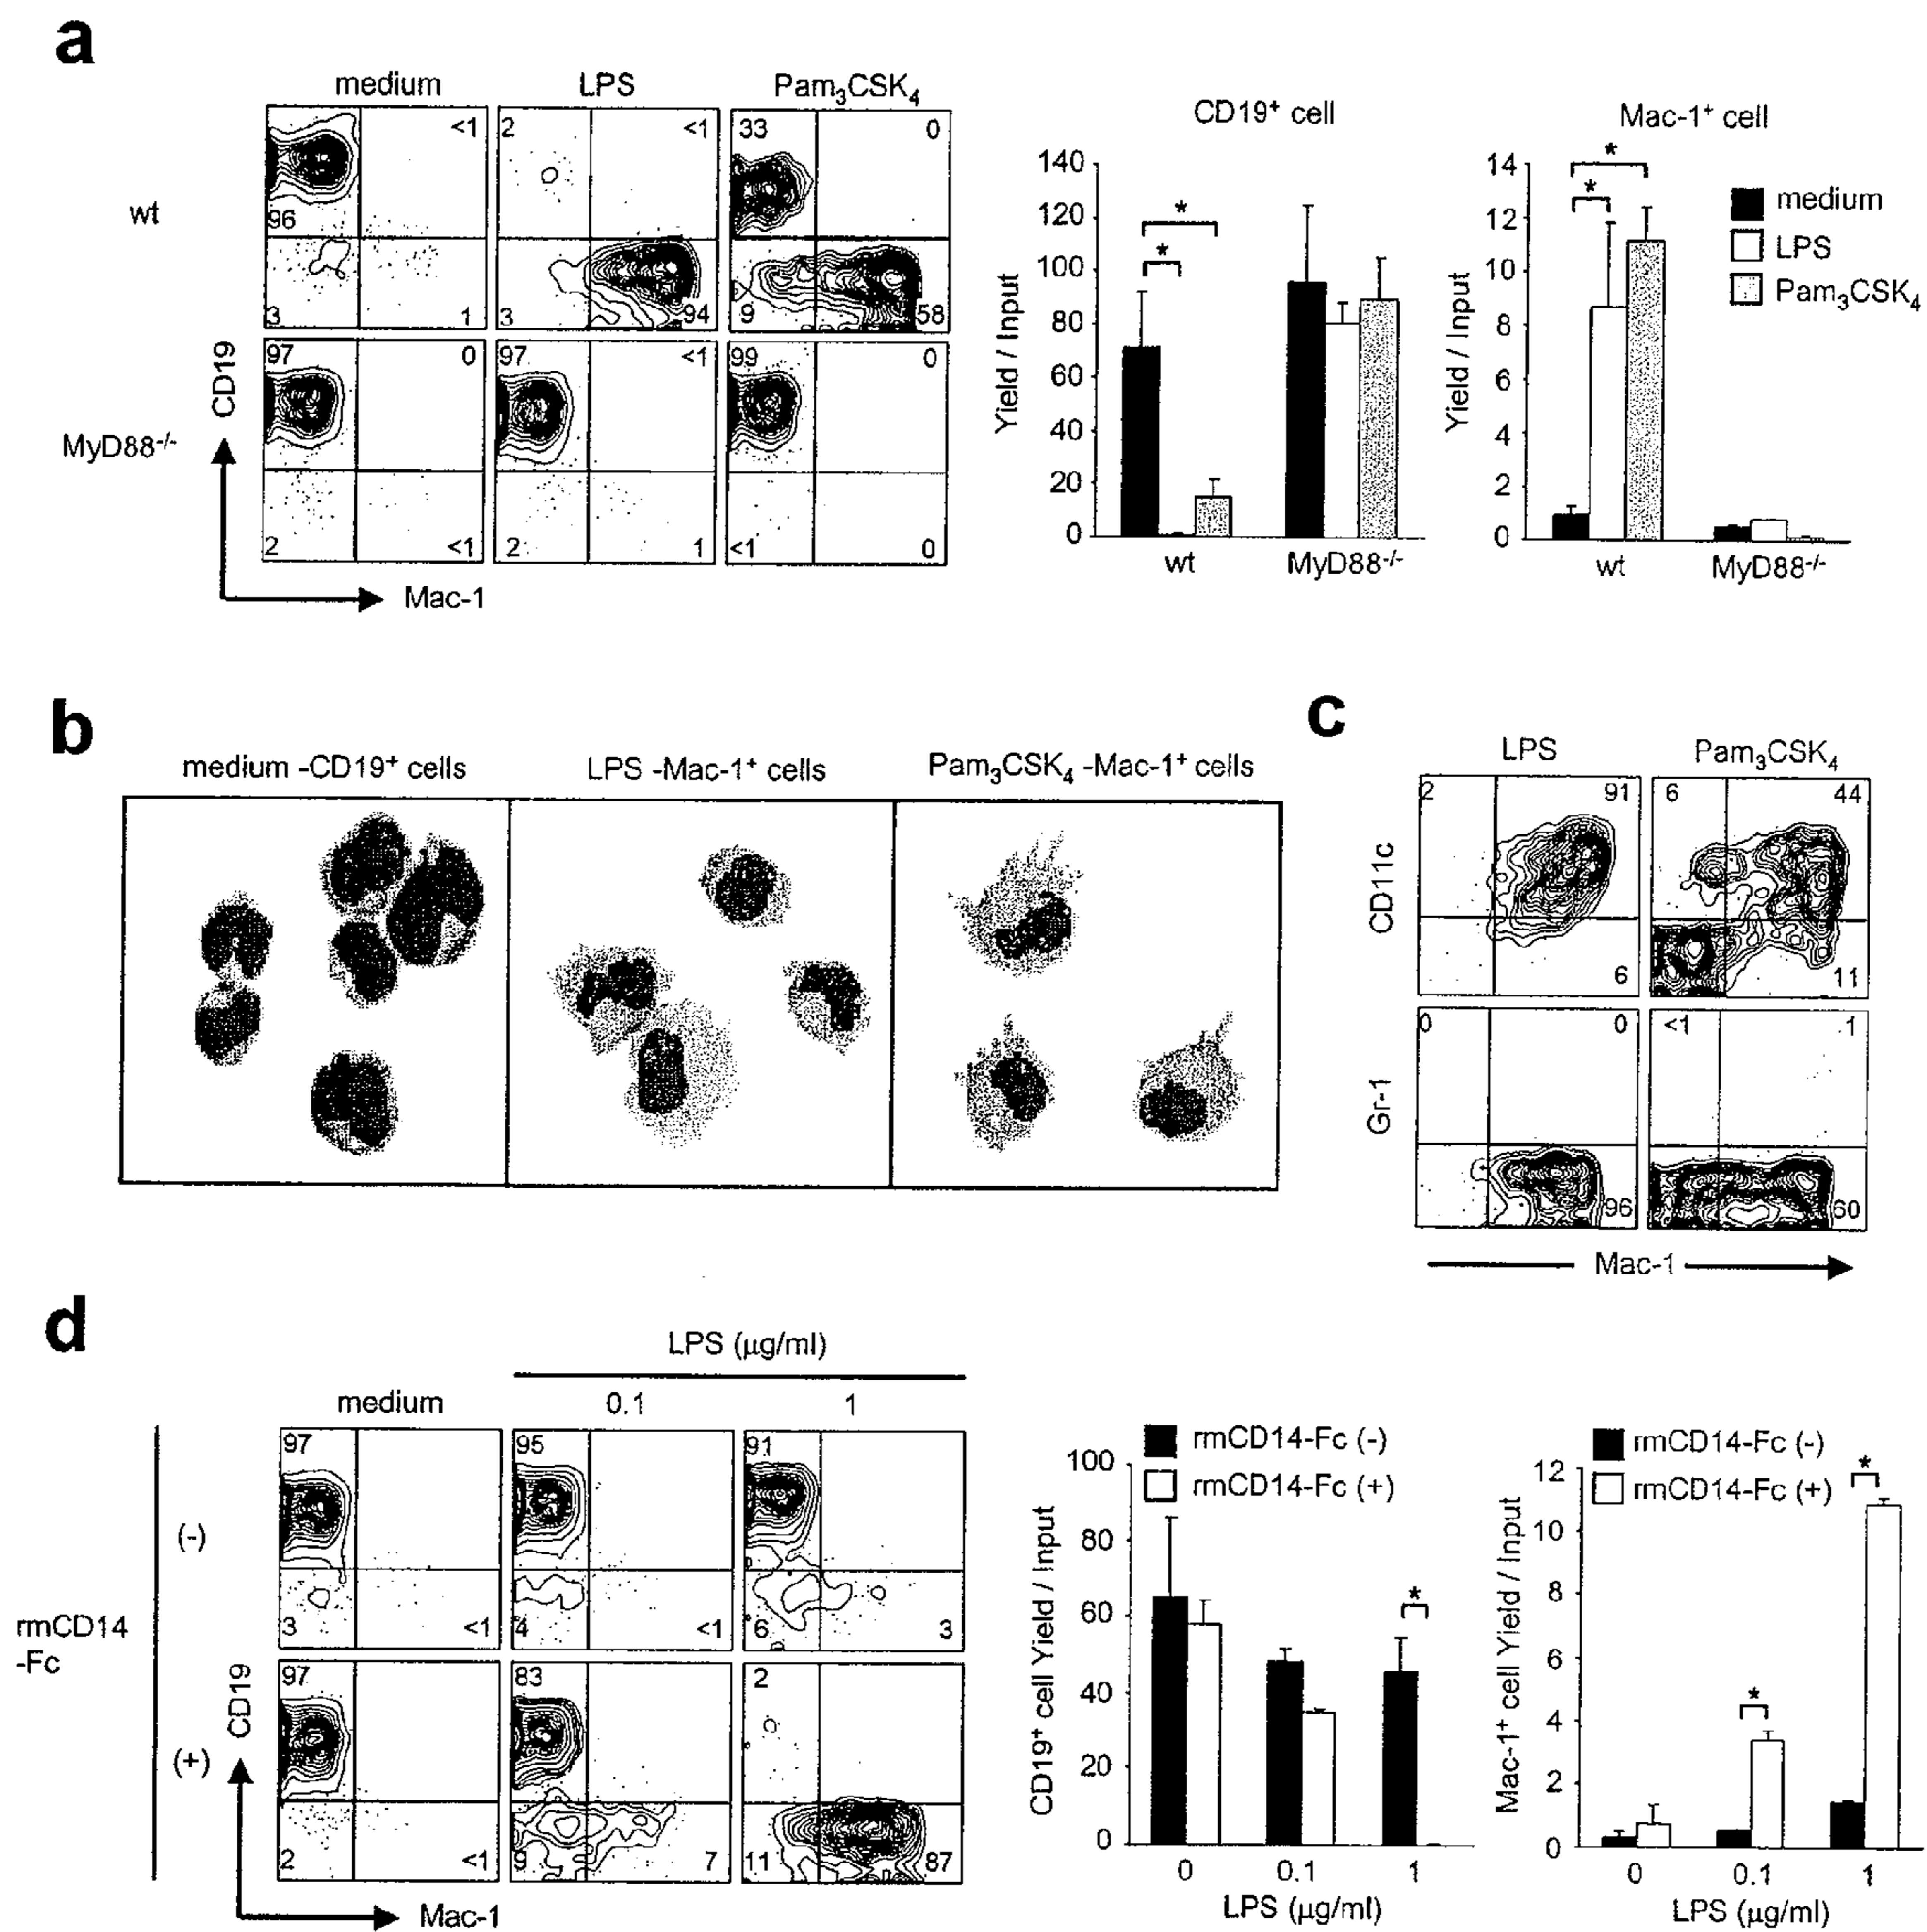 a
medium LPS Pam3CSK4
wt
<1
96
3 1
2 <1
3 94
33 0
9 58
MyD88-/-
97 0
2 <1
97 <1
2 1
99 0
<1 0
CD19
Mac-1
CD19+ cell
Yield / Input
140
120
100
80
60
40
20
0
wt MyD88-/-
Mac-1+ cell
Yield / Input
14
12
10
8
6
4
2
0
wt MyD88-/-
* *
* *
medium
LPS
Pam3CSK4
b
medium -CD19+ cells LPS -Mac-1+ cells Pam3CSK4 -Mac-1+ cells
c
LPS Pam3CSK4
CD11c
2 91
6
6 44
11
Gr-1
0 0
96
<1 1
60
Mac-1
d
LPS (μg/ml)
medium 0.1 1
rmCD14
-Fc
(-)
97
3 <1
95
4 <1
91
6 3
(+)
97
2 <1
83
9 7
2
11 87
CD19
Mac-1
rmCD14-Fc (-)
rmCD14-Fc (+)
CD19+ cell Yield / Input
100
80
60
40
20
0
*
0 0.1 1
LPS (μg/ml)
rmCD14-Fc (-)
rmCD14-Fc (+)
Mac-1+ cell Yield / Input
12
10
8
6
4
2
0
* *
0 0.1 1
LPS (μg/ml)